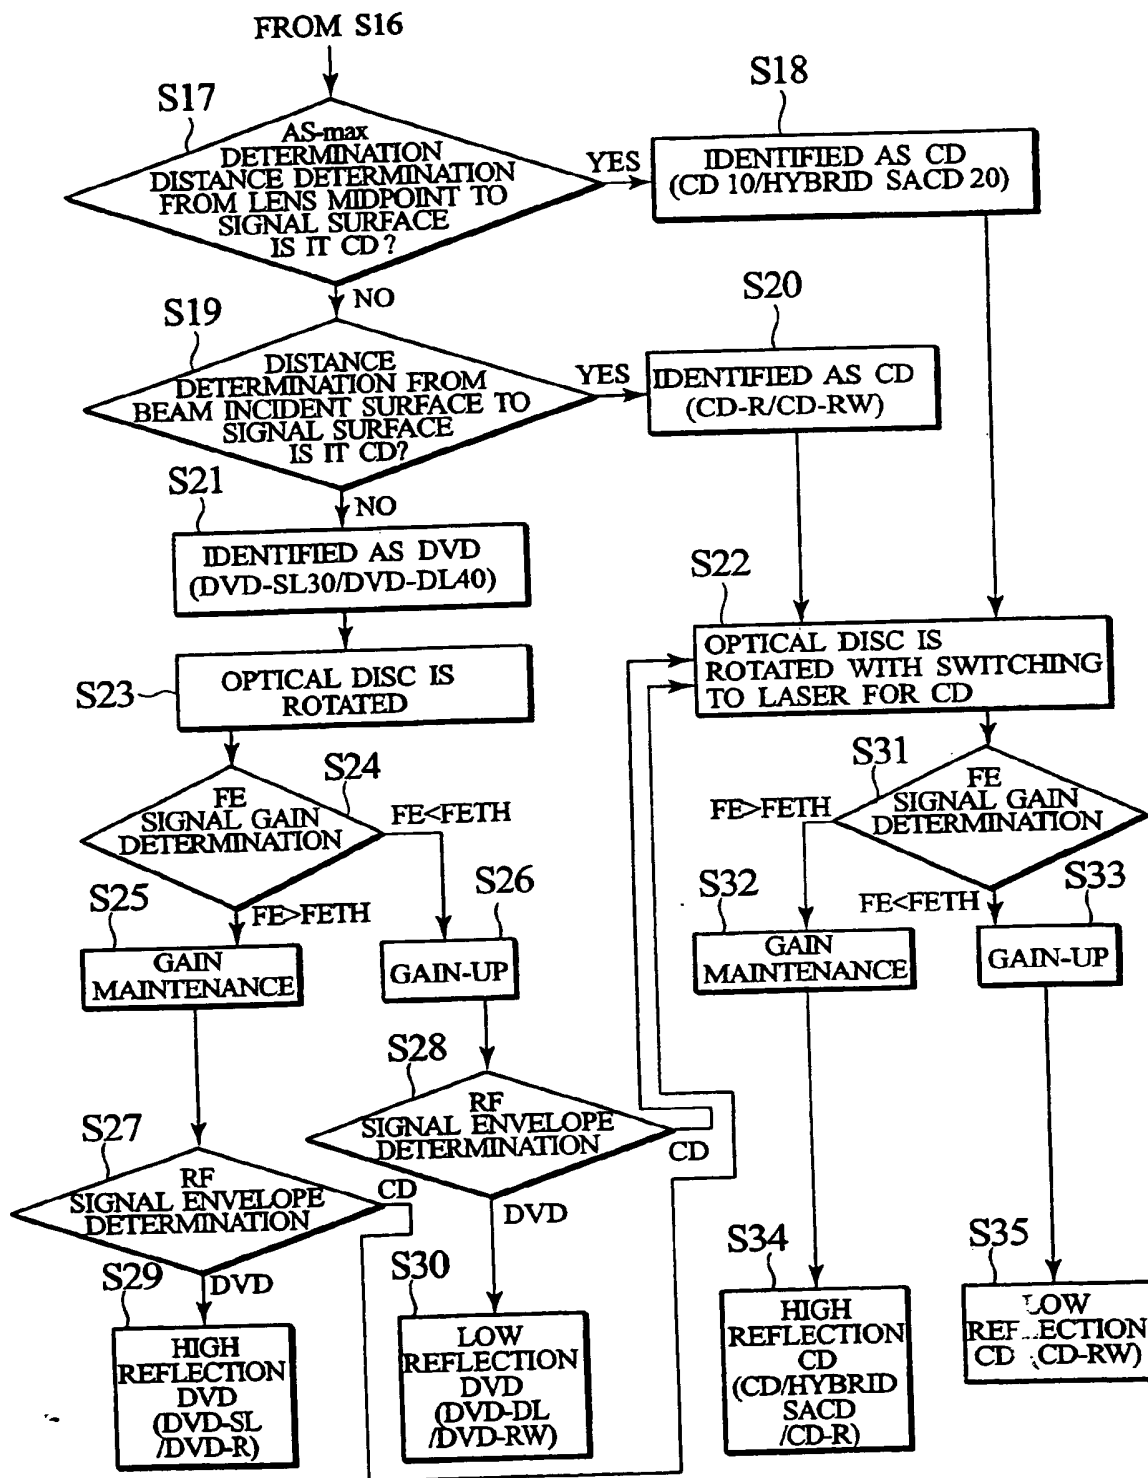 FROM S16
S17
AS-max
DETERMINATION
DISTANCE DETERMINATION
FROM LENS MIDPOINT TO
SIGNAL SURFACE
IS IT CD?
YES
S18
IDENTIFIED AS CD
(CD 10/HYBRID SACD 20)
NO
S19
DISTANCE
DETERMINATION FROM
BEAM INCIDENT SURFACE TO
SIGNAL SURFACE
IS IT CD?
YES
S20
IDENTIFIED AS CD
(CD-R/CD-RW)
NO
S21
IDENTIFIED AS DVD
(DVD-SL30/DVD-DL40)
S22
OPTICAL DISC IS
ROTATED WITH SWITCHING
TO LASER FOR CD
S23
OPTICAL DISC IS
ROTATED
S24
FE
SIGNAL GAIN
DETERMINATION
FE<FETH
FE>FETH
S25
GAIN
MAINTENANCE
S26
GAIN-UP
S31
FE
SIGNAL GAIN
DETERMINATION
FE>FETH
FE<FETH
S32
GAIN
MAINTENANCE
S33
GAIN-UP
S28
RF
SIGNAL ENVELOPE
DETERMINATION
CD
DVD
S27
RF
SIGNAL ENVELOPE
DETERMINATION
CD
DVD
S29
HIGH
REFLECTION
DVD
(DVD-SL
/DVD-R)
S30
LOW
REFLECTION
DVD
(DVD-DL
/DVD-RW)
S34
HIGH
REFLECTION
CD
(CD/HYBRID
SACD
/CD-R)
S35
LOW
REFLECTION
CD (CD-RW)